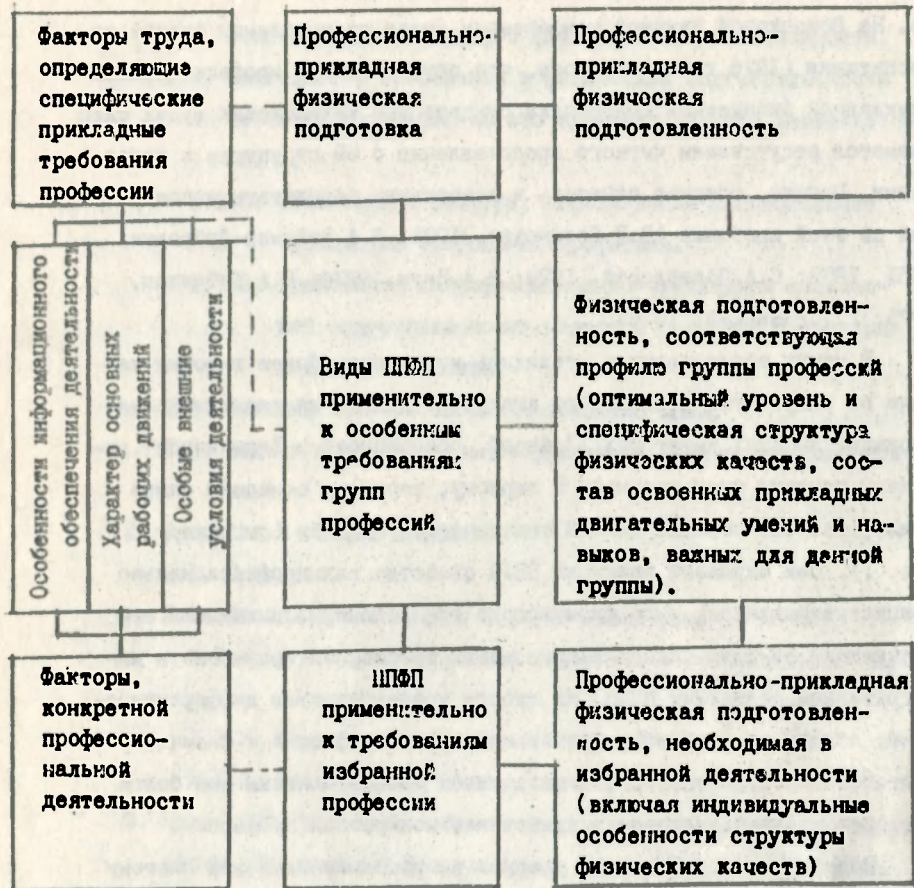 Факторы труда,
определяющие
специфические
прикладные
требования
профессии
Профессионально-
прикладная
физическая
подготовка
Профессионально-
прикладная
физическая
подготовленность
Особенности информационного
обеспечения деятельности
Характер основных
рабочих движений
Особые внешние
условия деятельности
Виды ППФП
применительно
к особенным
требованиям
групп
профессий
Физическая подготовлен-
ность, соответствующая
профилю группы профессий
(оптимальный уровень и
специфическая структура
физических качеств, сос-
тав освоенных прикладных
двигательных умений и на-
выков, важных для данной
группы).
Факторы,
конкретной
профессио-
нальной
деятельности
ППФП
применительно
к требованиям
избранной
профессии
Профессионально-прикладная
физическая подготовлен-
ность, необходимая в
избранной деятельности
(включая индивидуальные
особенности структуры
физических качеств)